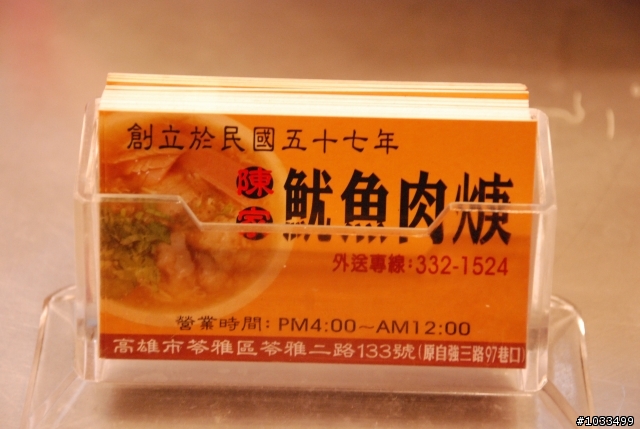 創立於民國五十七年
陳家 魷魚肉焿
外送專線:332-1524
營業時間: PM4:00~AM12:00
高雄市苓雅區苓雅二路133號(原自強三路97巷口)
#1033499